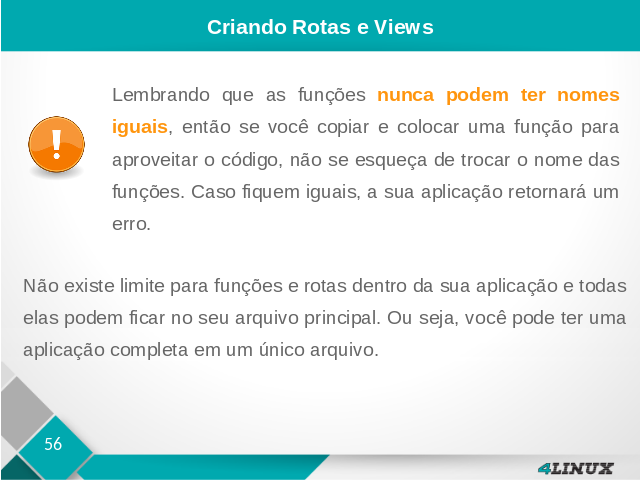 Criando Rotas e Views
Lembrando que as funções nunca podem ter nomes
iguais, então se você copiar e colocar uma função para
aproveitar o código, não se esqueça de trocar o nome das
funções. Caso fiquem iguais, a sua aplicação retornará um
erro.
Não existe limite para funções e rotas dentro da sua aplicação e todas
elas podem ficar no seu arquivo principal. Ou seja, você pode ter uma
aplicação completa em um único arquivo.
56
4LINUX